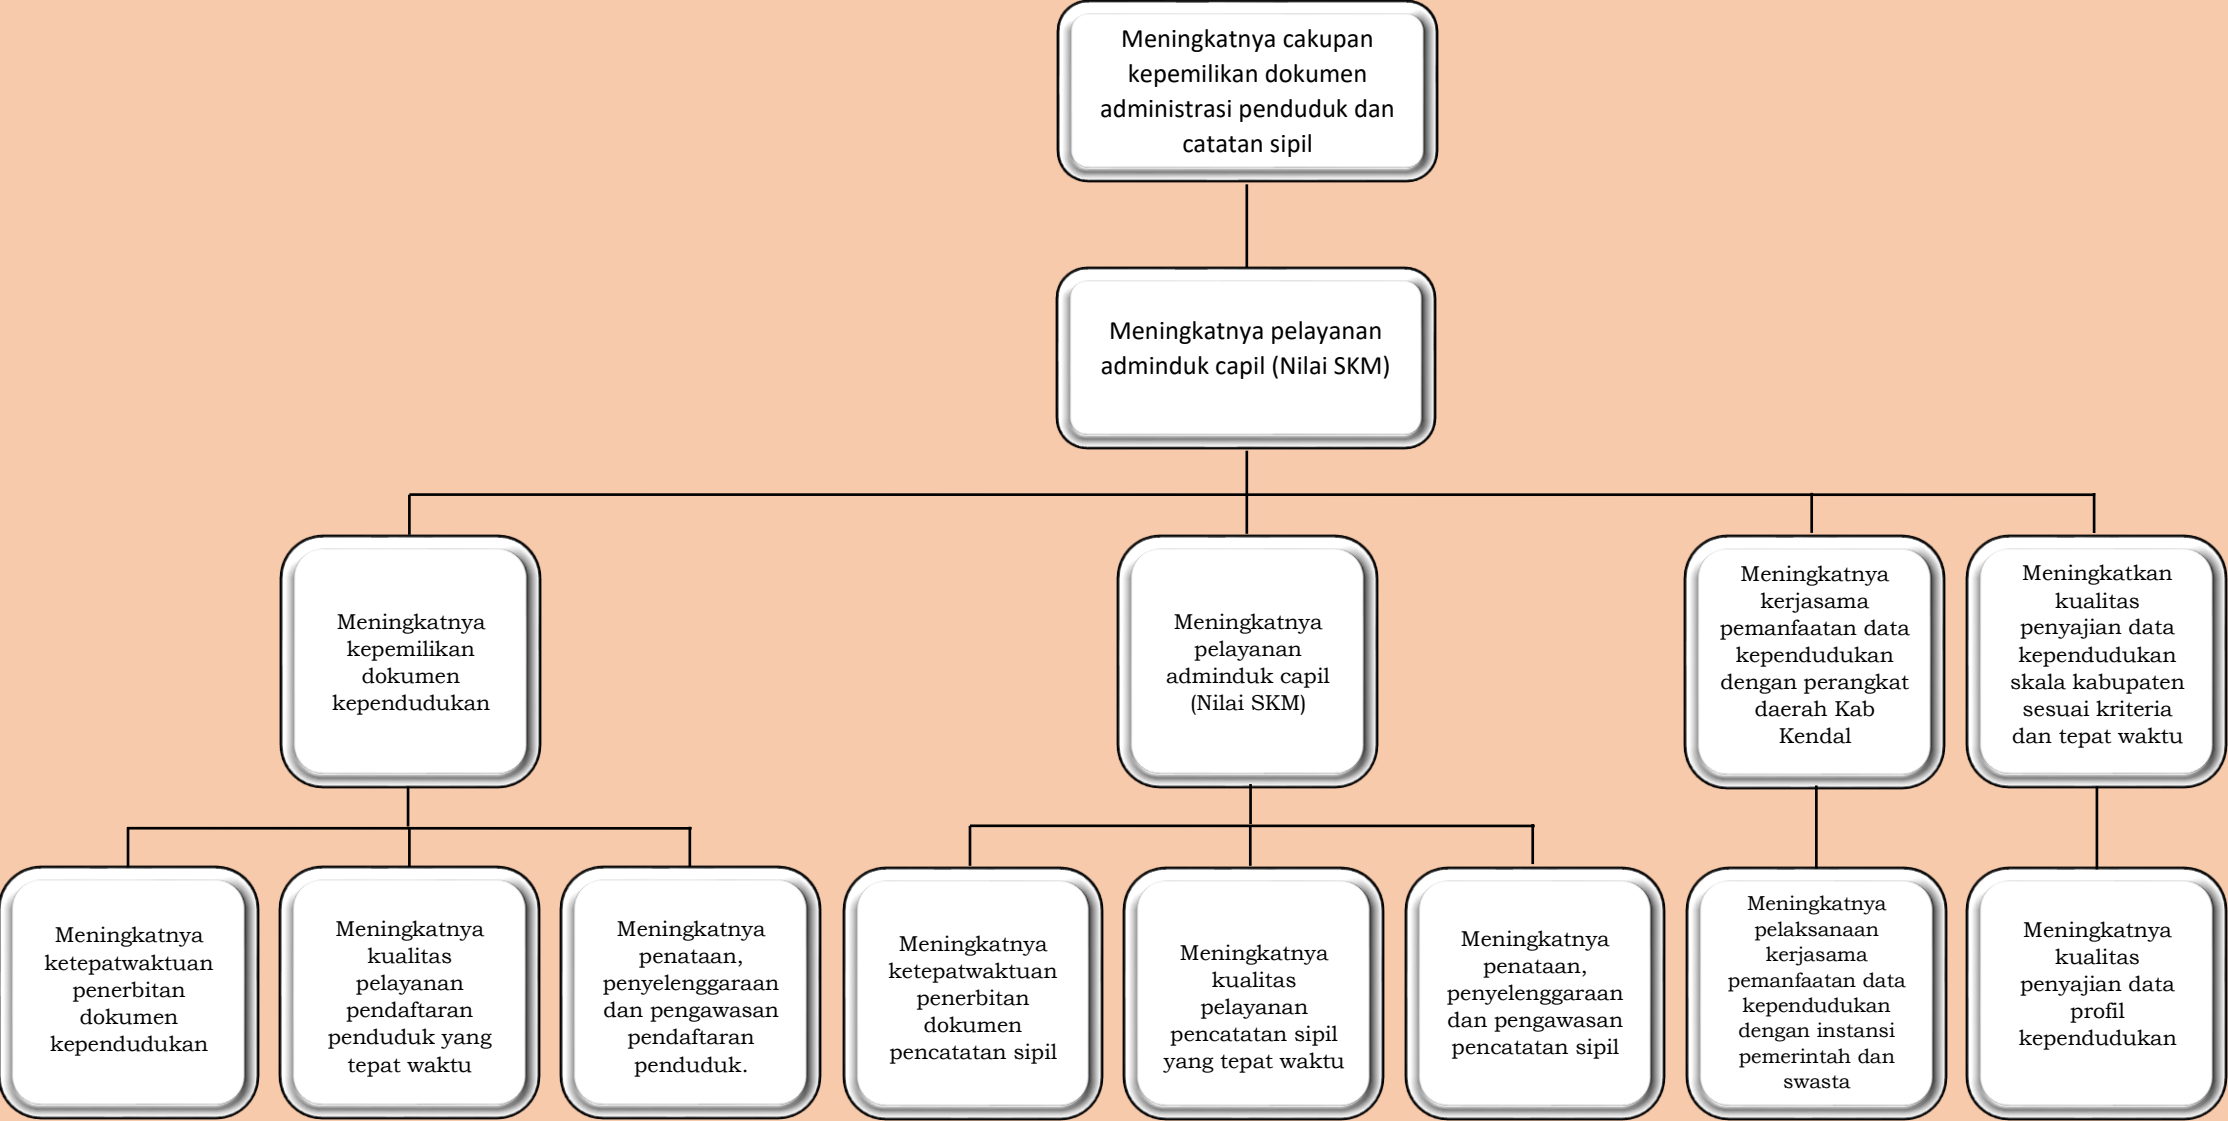 Meningkatnya cakupan
kepemilikan dokumen
administrasi penduduk dan
catatan sipil
Meningkatnya pelayanan
adminduk capil (Nilai SKM)
Meningkatnya
kepemilikan
dokumen
kependudukan
Meningkatnya
pelayanan
adminduk capil
(Nilai SKM)
Meningkatnya
kerjasama
pemanfaatan data
kependudukan
dengan perangkat
daerah Kab
Kendal
Meningkatkan
kualitas
penyajian data
kependudukan
skala kabupaten
sesuai kriteria
dan tepat waktu
Meningkatnya
ketepatwaktuan
penerbitan
dokumen
kependudukan
Meningkatnya
kualitas
pelayanan
pendaftaran
penduduk yang
tepat waktu
Meningkatnya
penataan,
penyelenggaraan
dan pengawasan
pendaftaran
penduduk.
Meningkatnya
ketepatwaktuan
penerbitan
dokumen
pencatatan sipil
Meningkatnya
kualitas
pelayanan
pencatatan sipil
yang tepat waktu
Meningkatnya
penataan,
penyelenggaraan
dan pengawasan
pencatatan sipil
Meningkatnya
pelaksanaan
kerjasama
pemanfaatan data
kependudukan
dengan instansi
pemerintah dan
swasta
Meningkatnya
kualitas
penyajian data
profil
kependudukan